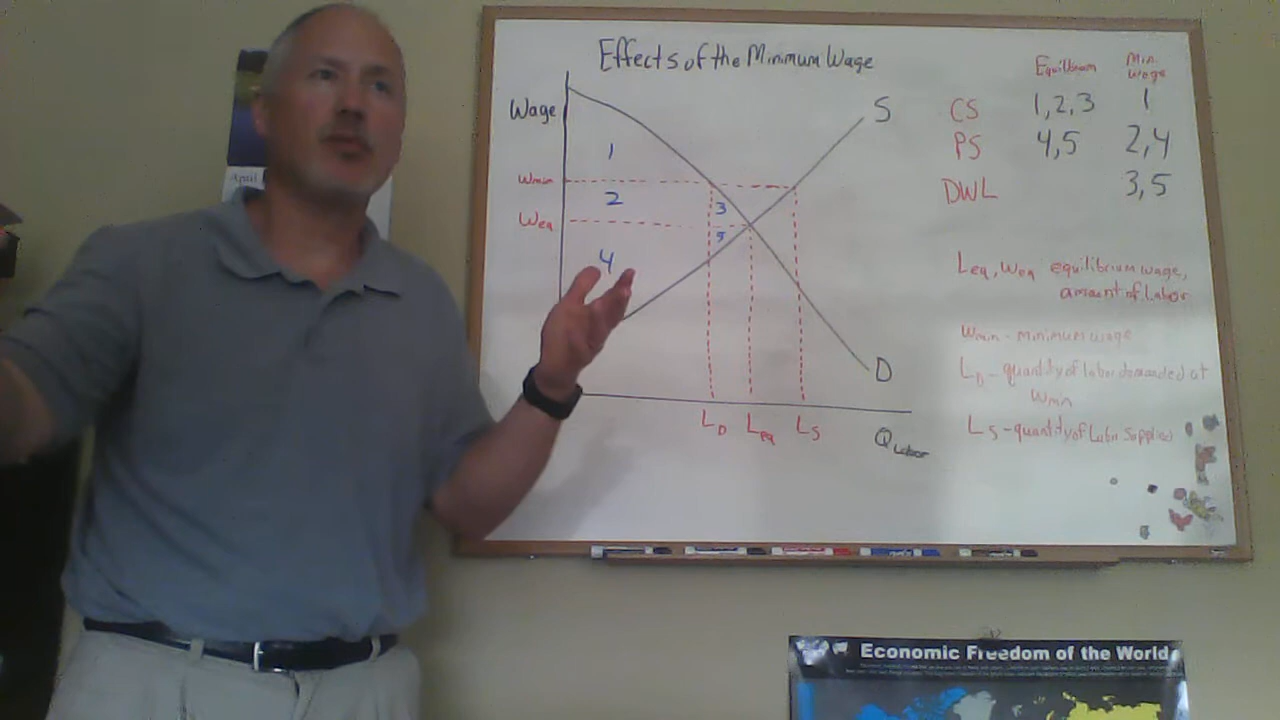 Effects of the Minimum Wage
Equilibrium Min. Wage
CS 1,2,3 1
PS 4,5 2,4
DWL 3,5
Wage
S
1
Wmin
2
3
Weq
5
4
D
LD Leq LS
QLabor
Leq, Weq equilibrium wage,
amount of labor
Wmin - minimum wage
LD - quantity of labor demanded at
Wmin
LS - quantity of Labor Supplied
April
Economic Freedom of the World